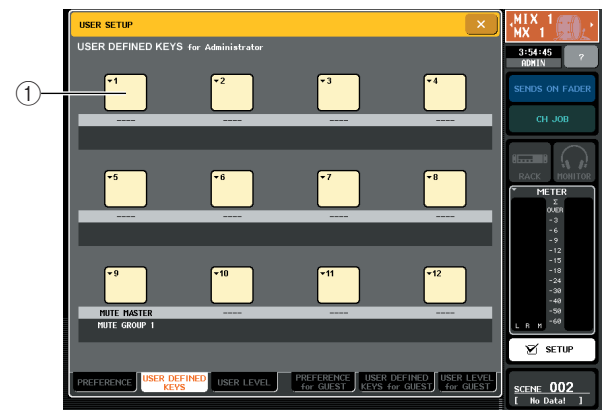 USER SETUP
×
USER DEFINED KEYS for Administrator
1
1
2
3
4
---- ---- ---- ----
5
6
7
8
---- ---- ---- ----
9
10
11
12
MUTE MASTER ---- ---- ----
MUTE GROUP 1
PREFERENCE
USER DEFINED
KEYS
USER LEVEL
PREFERENCE
for GUEST
USER DEFINED
KEYS for GUEST
USER LEVEL
for GUEST
MIX 1
MX 1
3:54:45
ADMIN
?
SENDS ON FADER
CH JOB
RACK
MONITOR
METER
Σ
OVER
-3
-6
-9
-12
-15
-18
-24
-30
-40
-50
-60
L R M
SETUP
SCENE 002
[ No Data! ]